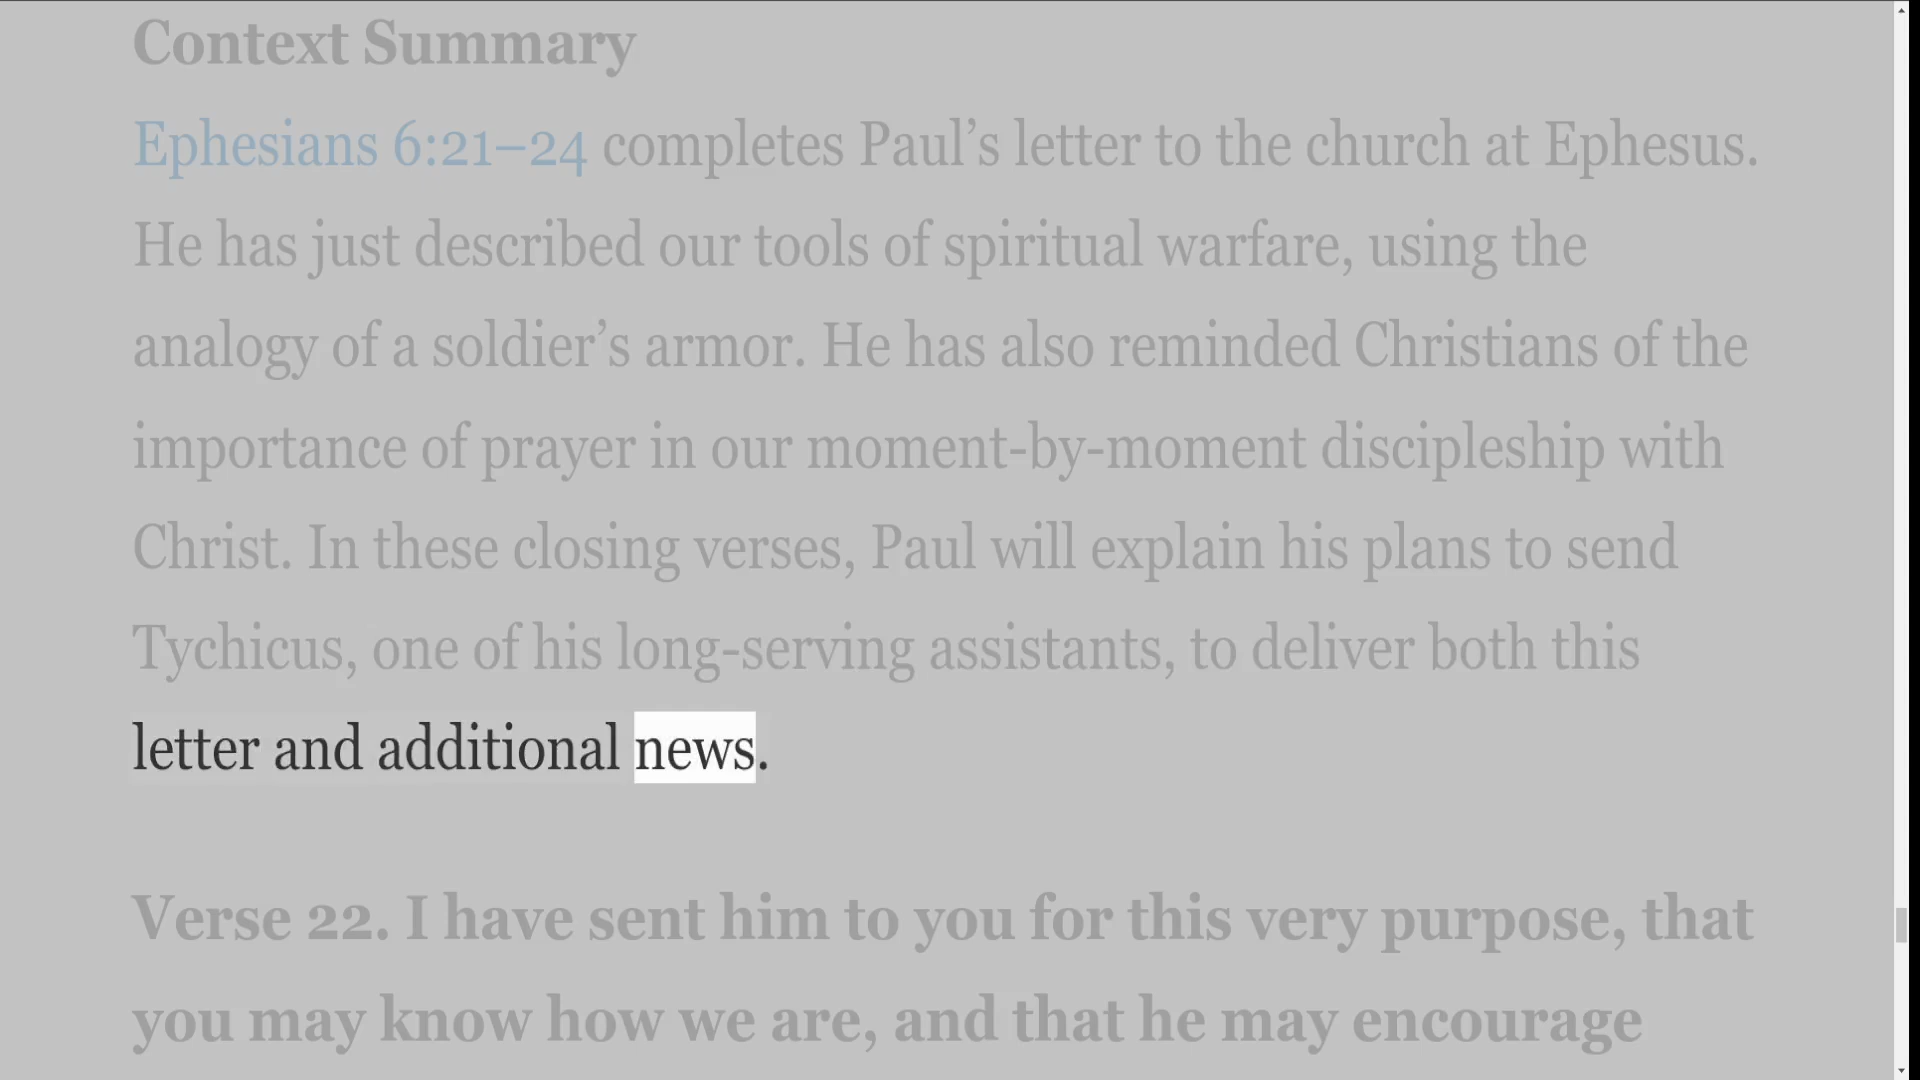 Context Summary
Ephesians 6:21–24 completes Paul’s letter to the church at Ephesus.
He has just described our tools of spiritual warfare, using the
analogy of a soldier’s armor. He has also reminded Christians of the
importance of prayer in our moment-by-moment discipleship with
Christ. In these closing verses, Paul will explain his plans to send
Tychicus, one of his long-serving assistants, to deliver both this
letter and additional news.
Verse 22. I have sent him to you for this very purpose, that
you may know how we are, and that he may encourage